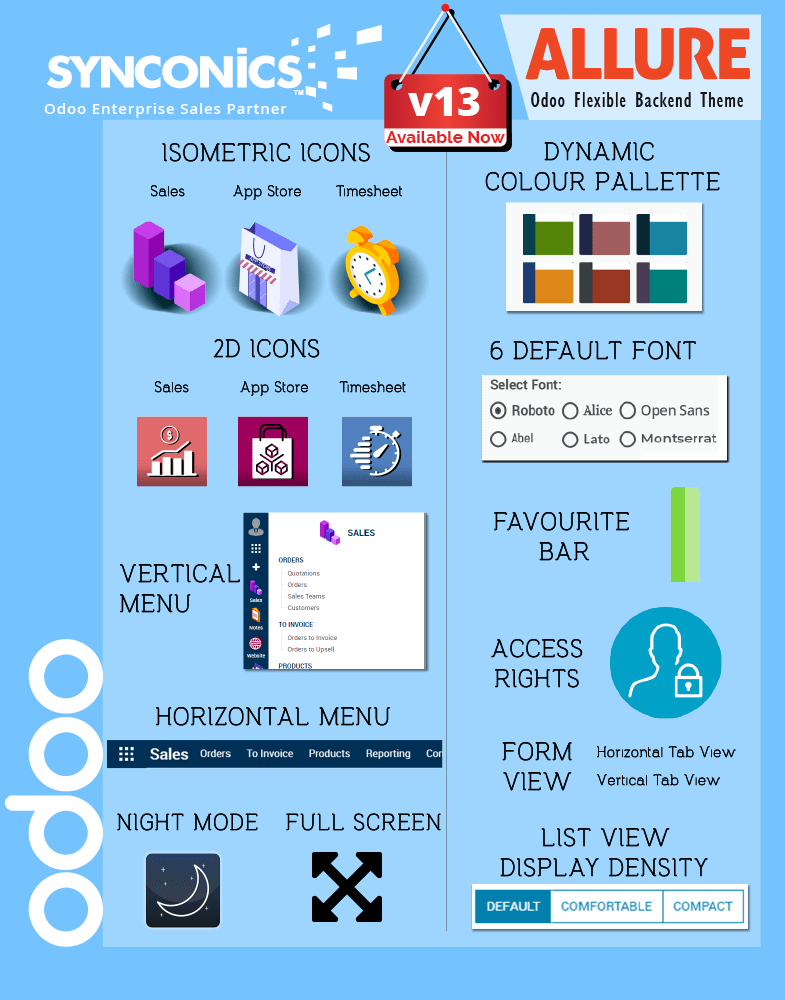 SYNCONICS
TM
Odoo Enterprise Sales Partner
v13
Available Now
ALLURE
Odoo Flexible Backend Theme
ISOMETRIC ICONS
Sales App Store Timesheet
2D ICONS
Sales App Store Timesheet
$
VERTICAL
MENU
SALES
ORDERS
Quotations
Orders
Sales Teams
Customers
TO INVOICE
Orders to Invoice
Orders to Upsell
PRODUCTS
Sales
Notes
Website
HORIZONTAL MENU
Sales Orders To Invoice Products Reporting Con
NIGHT MODE FULL SCREEN
DYNAMIC
COLOUR PALLETTE
6 DEFAULT FONT
Select Font:
Roboto Alice Open Sans
Abel Lato Montserrat
FAVOURITE
BAR
ACCESS
RIGHTS
FORM
VIEW
Horizontal Tab View
Vertical Tab View
LIST VIEW
DISPLAY DENSITY
DEFAULT COMFORTABLE COMPACT
odoo